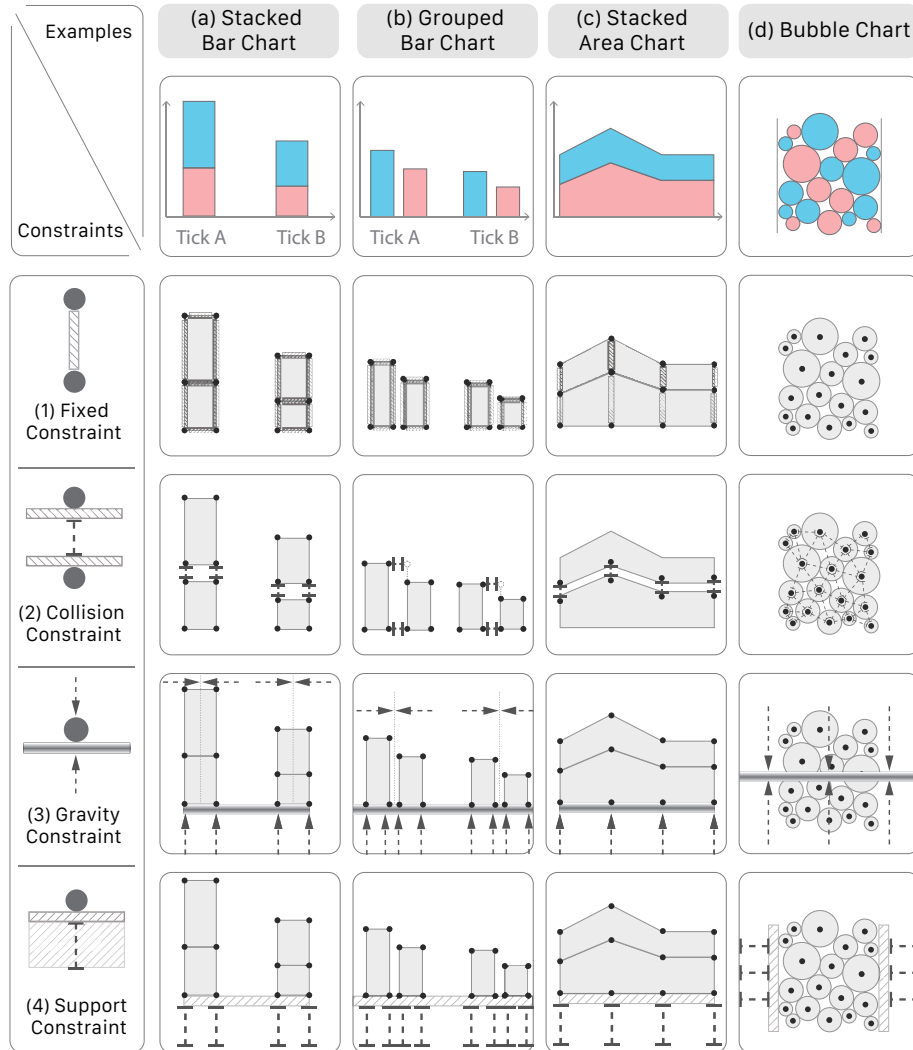 Examples
Constraints
(a) Stacked
Bar Chart
(b) Grouped
Bar Chart
(c) Stacked
Area Chart
(d) Bubble Chart
Tick A
Tick B
Tick A
Tick B
(1) Fixed
Constraint
(2) Collision
Constraint
(3) Gravity
Constraint
(4) Support
Constraint